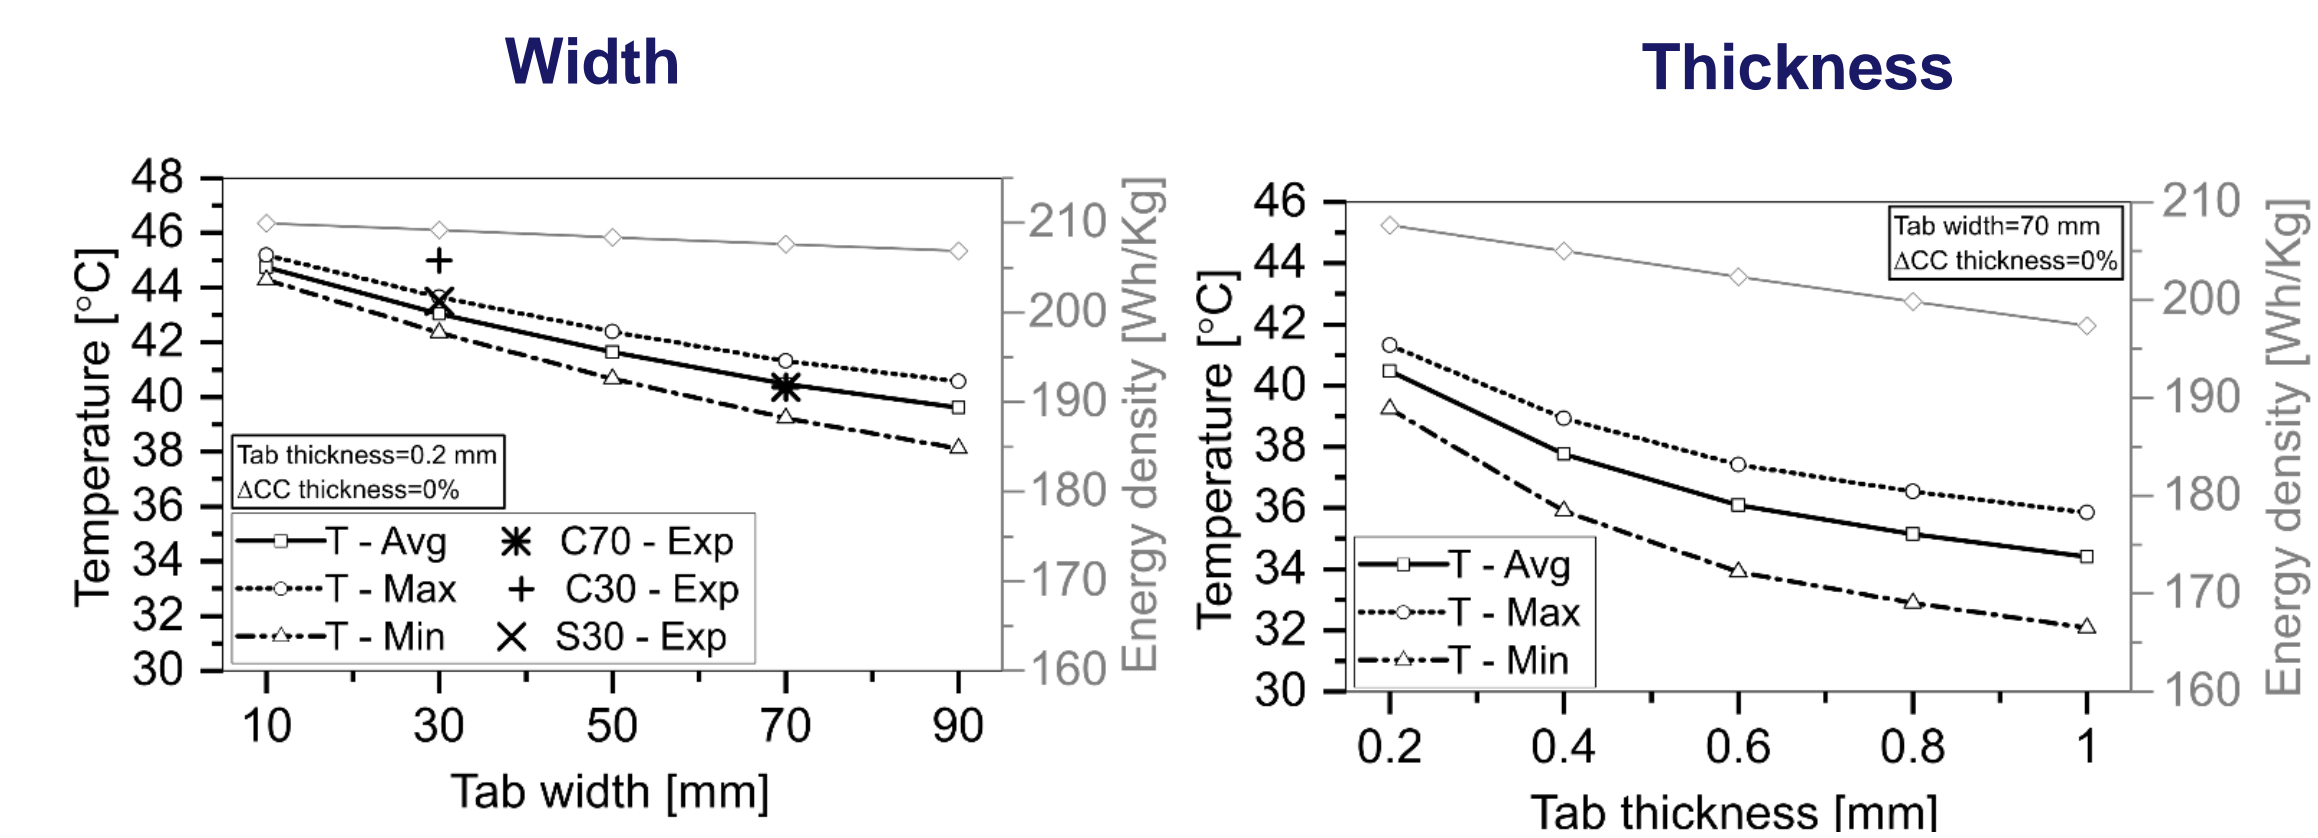 Width
48
46
44
42
40
38
36
34
32
30
Temperature [°C]
210
200
190
180
170
160
Energy density [Wh/Kg]
Tab thickness=0.2 mm
ΔCC thickness=0%
T - Avg
T - Max
T - Min
C70 - Exp
C30 - Exp
S30 - Exp
10 30 50 70 90
Tab width [mm]
Thickness
46
44
42
40
38
36
34
32
30
Temperature [°C]
210
200
190
180
170
160
Energy density [Wh/Kg]
Tab width=70 mm
ΔCC thickness=0%
T - Avg
T - Max
T - Min
0.2 0.4 0.6 0.8 1
Tab thickness [mm]